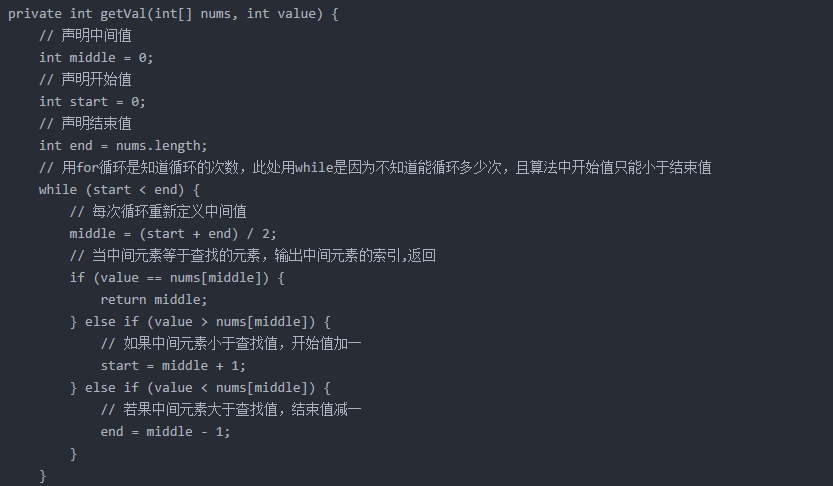 private int getVal(int[] nums, int value) {
    // 声明中间值
    int middle = 0;
    // 声明开始值
    int start = 0;
    // 声明结束值
    int end = nums.length;
    // 用for循环是知道循环的次数，此处用while是因为不知道能循环多少次，且算法中开始值只能小于结束值
    while (start < end) {
        // 每次循环重新定义中间值
        middle = (start + end) / 2;
        // 当中间元素等于查找的元素，输出中间元素的索引,返回
        if (value == nums[middle]) {
            return middle;
        } else if (value > nums[middle]) {
            // 如果中间元素小于查找值，开始值加一
            start = middle + 1;
        } else if (value < nums[middle]) {
            // 若果中间元素大于查找值，结束值减一
            end = middle - 1;
        }
    }